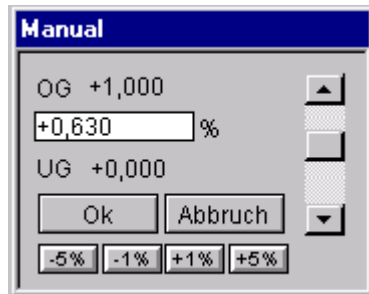 Manual
OG +1,000
+0,630 %
UG +0,000
Ok Abbruch
-5% -1% +1% +5%